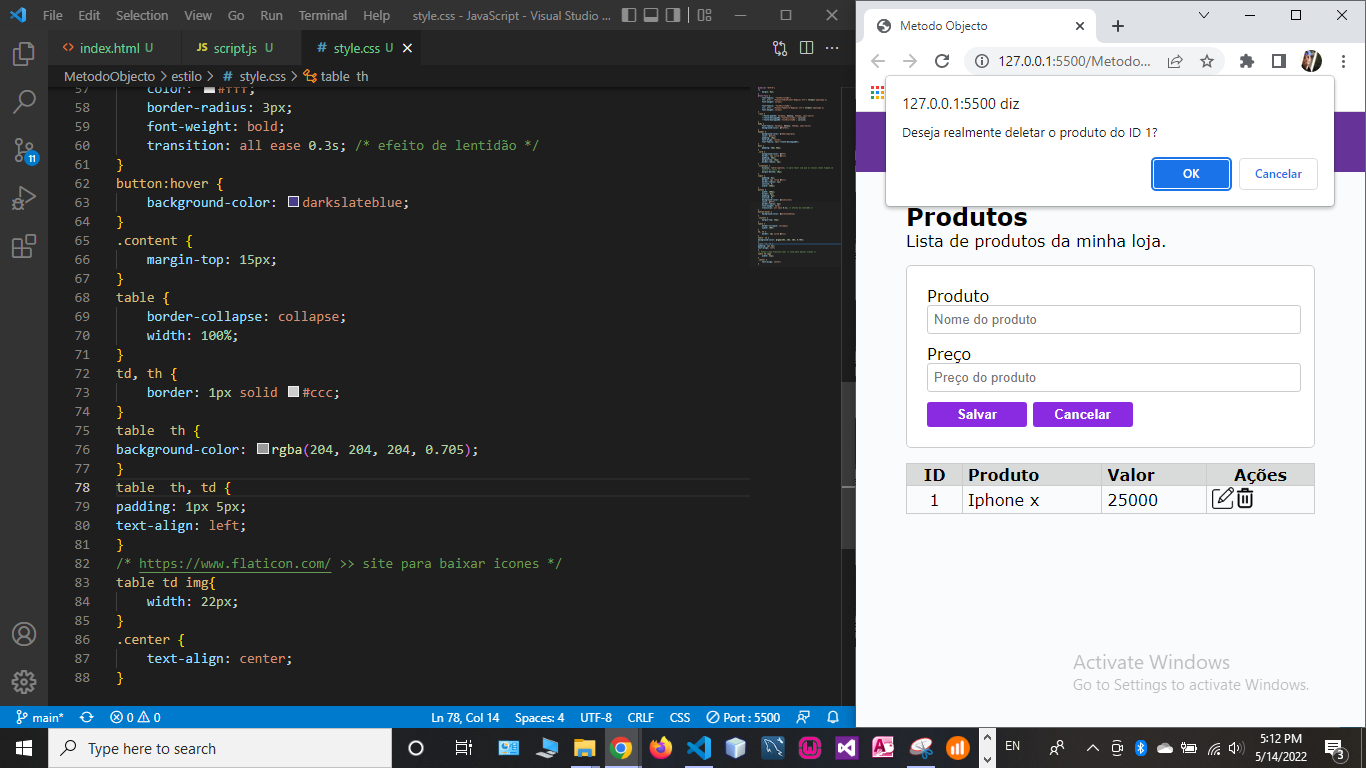 File Edit Selection View Go Run Terminal Help style.css - JavaScript - Visual Studio ...
index.html U
JS script.js U
# style.css U
MetodoObjecto > estilo > # style.css > table th
57 color: #fff;
58 border-radius: 3px;
59 font-weight: bold;
60 transition: all ease 0.3s; /* efeito de lentidão */
61 }
62 button:hover {
63 background-color: darkslateblue;
64 }
65 .content {
66 margin-top: 15px;
67 }
68 table {
69 border-collapse: collapse;
70 width: 100%;
71 }
72 td, th {
73 border: 1px solid #ccc;
74 }
75 table  th {
76 background-color: rgba(204, 204, 204, 0.705);
77 }
78 table  th, td {
79 padding: 1px 5px;
80 text-align: left;
81 }
82 /* https://www.flaticon.com/ >> site para baixar icones */
83 table td img{
84 width: 22px;
85 }
86 .center {
87 text-align: center;
88 }
11
main* 0 0 Ln 78, Col 14 Spaces: 4 UTF-8 CRLF CSS Port : 5500
Metodo Objecto
127.0.0.1:5500/Metodo...
127.0.0.1:5500 diz
Deseja realmente deletar o produto do ID 1?
OK Cancelar
Produtos
Lista de produtos da minha loja.
Produto
Nome do produto
Preço
Preço do produto
Salvar Cancelar
ID Produto Valor Ações
1 Iphone x 25000
Activate Windows
Go to Settings to activate Windows.
Type here to search
EN
5:12 PM
5/14/2022
3